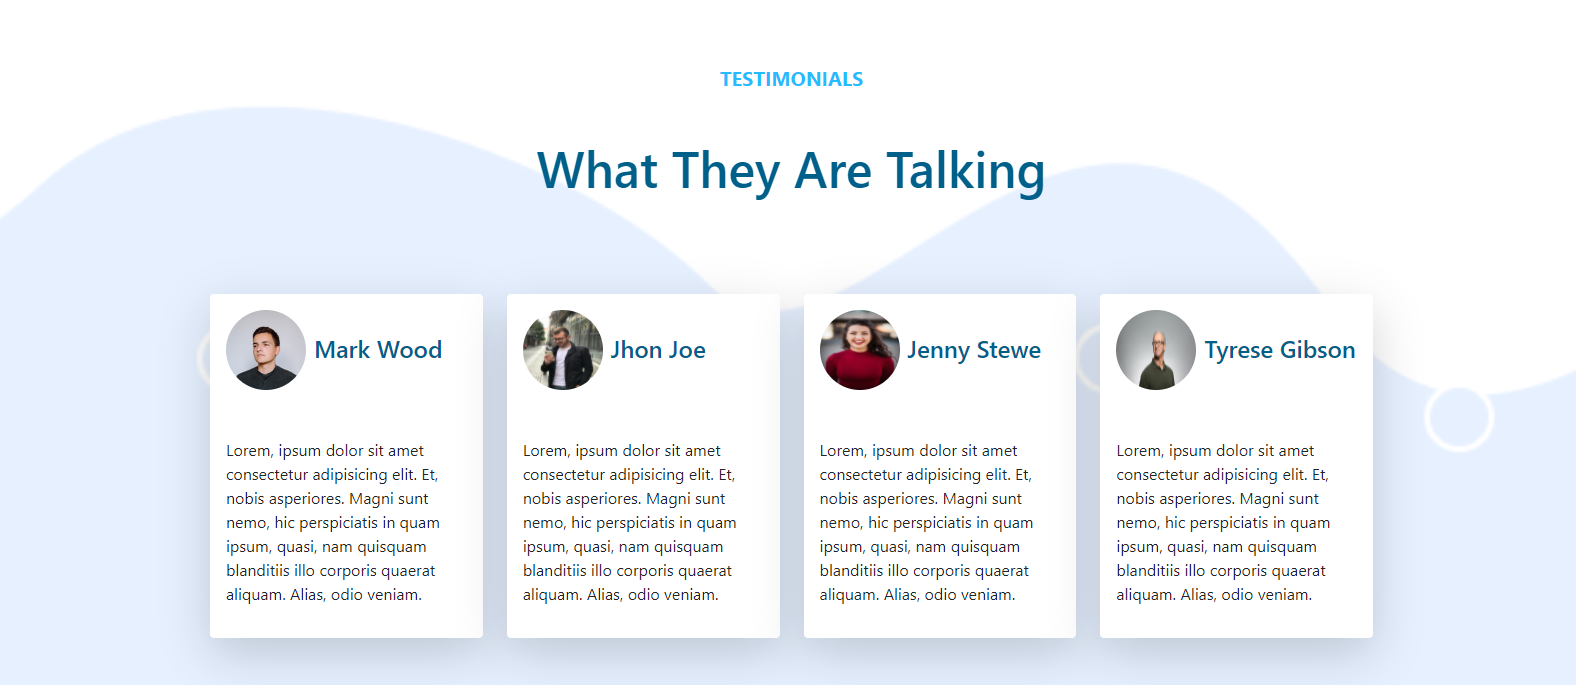 TESTIMONIALS
What They Are Talking
Mark Wood
Lorem, ipsum dolor sit amet
consectetur adipisicing elit. Et,
nobis asperiores. Magni sunt
nemo, hic perspiciatis in quam
ipsum, quasi, nam quisquam
blanditiis illo corporis quaerat
aliquam. Alias, odio veniam.
Jhon Joe
Lorem, ipsum dolor sit amet
consectetur adipisicing elit. Et,
nobis asperiores. Magni sunt
nemo, hic perspiciatis in quam
ipsum, quasi, nam quisquam
blanditiis illo corporis quaerat
aliquam. Alias, odio veniam.
Jenny Stewe
Lorem, ipsum dolor sit amet
consectetur adipisicing elit. Et,
nobis asperiores. Magni sunt
nemo, hic perspiciatis in quam
ipsum, quasi, nam quisquam
blanditiis illo corporis quaerat
aliquam. Alias, odio veniam.
Tyrese Gibson
Lorem, ipsum dolor sit amet
consectetur adipisicing elit. Et,
nobis asperiores. Magni sunt
nemo, hic perspiciatis in quam
ipsum, quasi, nam quisquam
blanditiis illo corporis quaerat
aliquam. Alias, odio veniam.